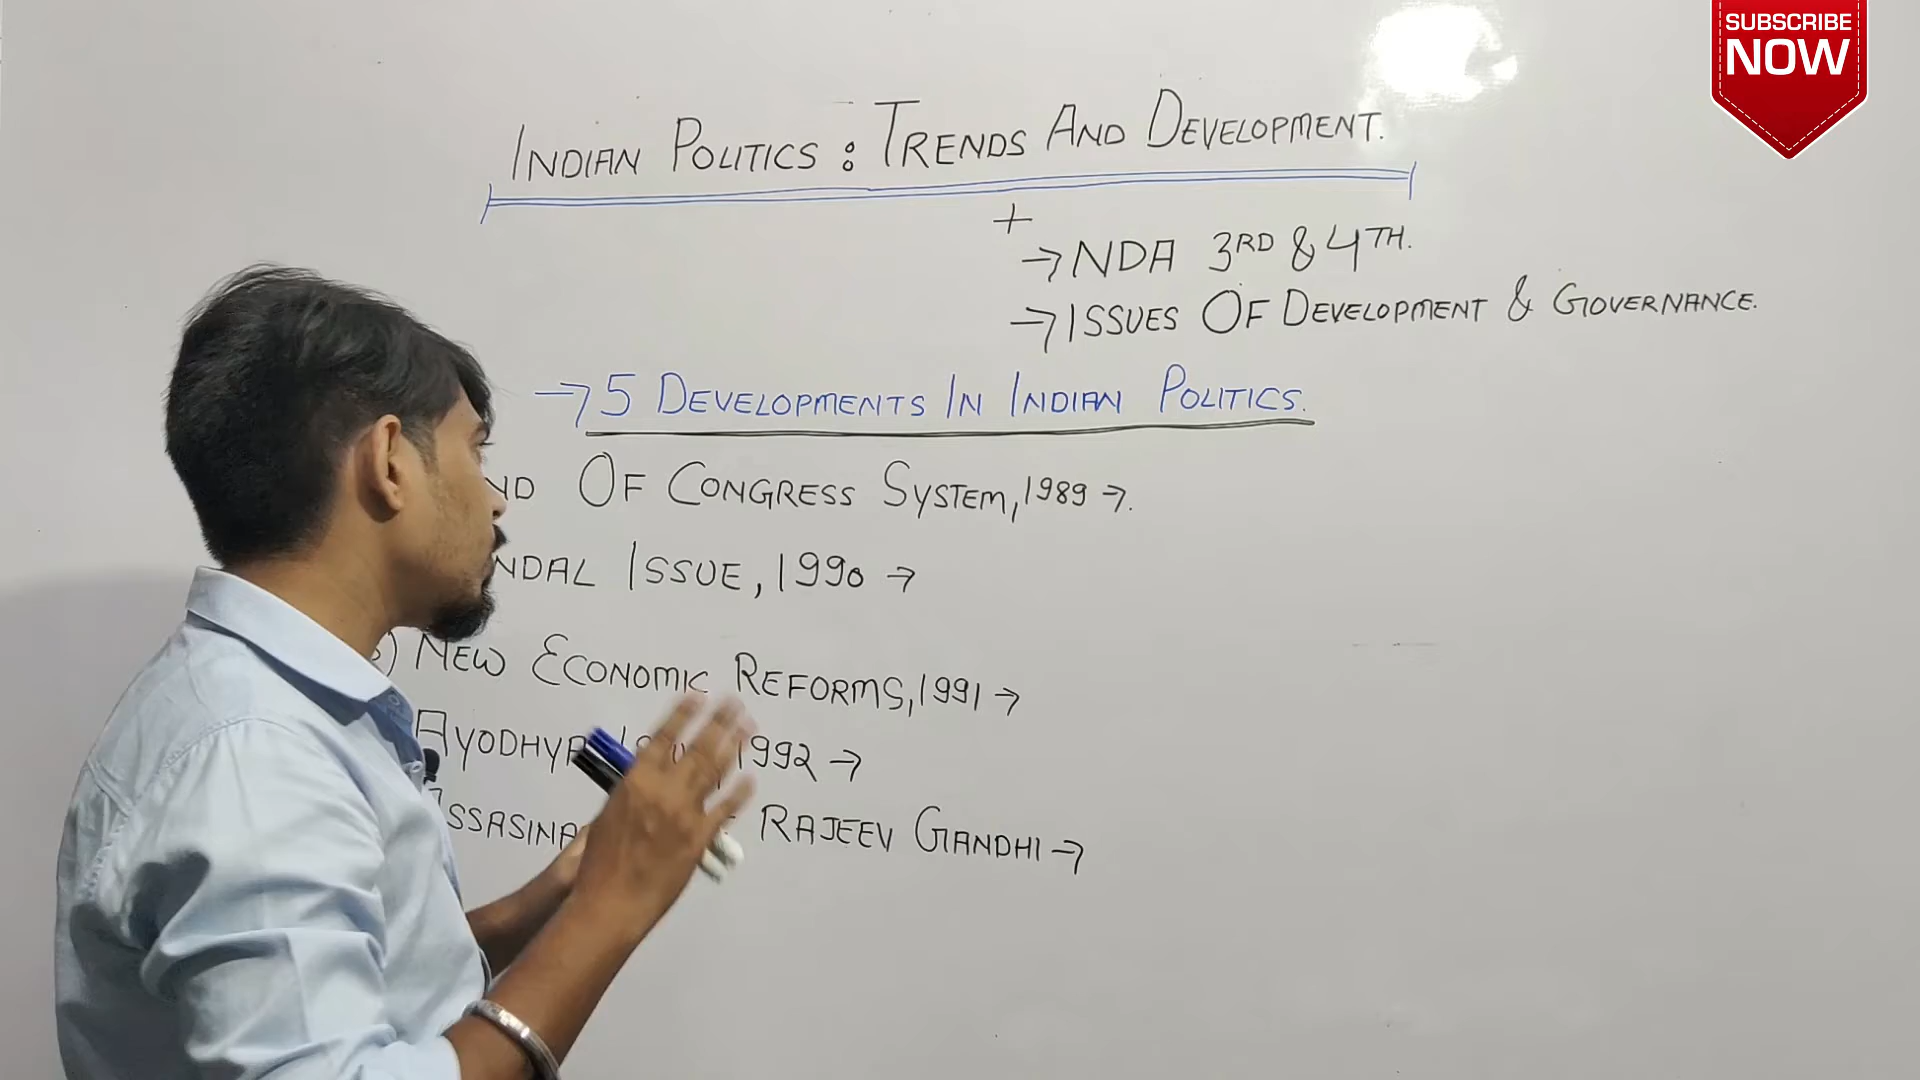 SUBSCRIBE
NOW
INDIAN POLITICS : TRENDS AND DEVELOPMENT.
+
→ NDA 3RD & 4TH.
→ ISSUES OF DEVELOPMENT & GOVERNANCE.
→ 5 DEVELOPMENTS IN INDIAN POLITICS.
ND OF CONGRESS SYSTEM, 1989 →.
NDAL ISSUE, 1990 →
) NEW ECONOMIC REFORMS, 1991 →
AYODHYA 1992 →
ASSASINA RAJEEV GANDHI →